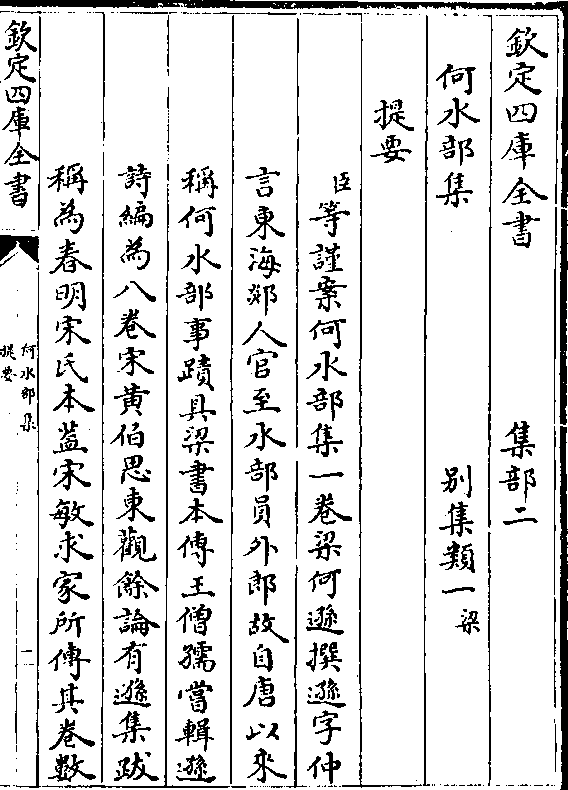 欽定四庫全書　集部二
何水部集　別集類一梁
提要
臣等謹案何水部集一卷梁何遜撰遜字仲
言東海郯人官至水部員外郎故自唐以來
稱何水部事蹟具梁書本傳王僧孺嘗輯遜
詩編為八卷宋黃伯思東觀餘論有遜集跋
稱為春明宋氏本葢宋敏求家所傳其卷數
欽定四庫全書
何水部集
提要
一